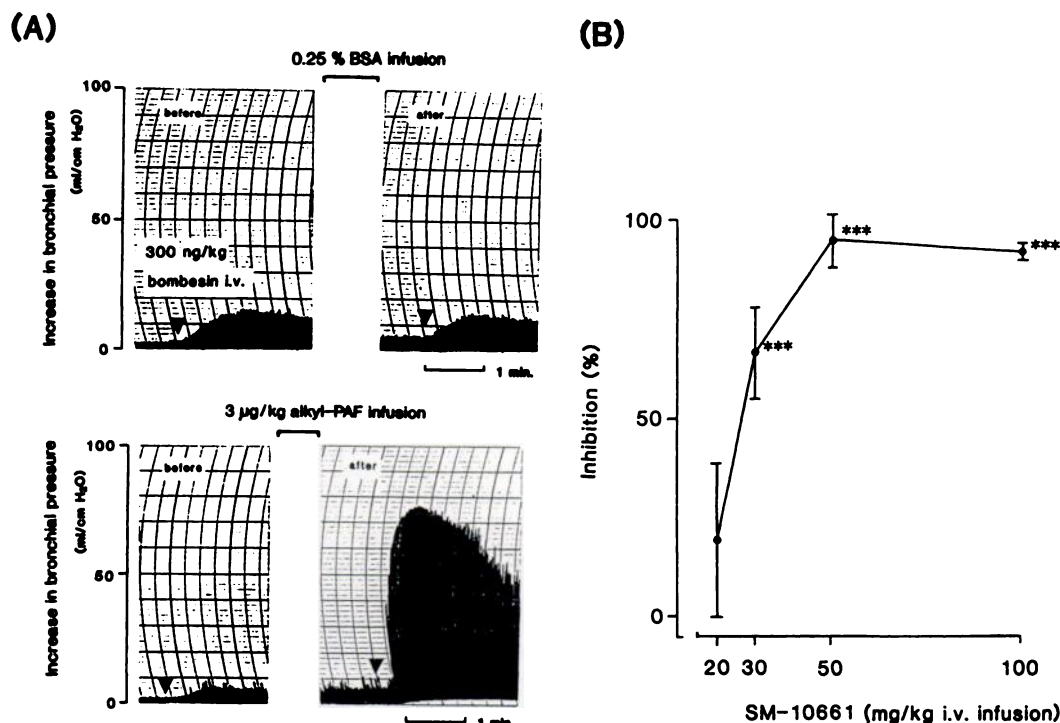 (A)
0.25 % BSA infusion
Increase in bronchial pressure
(ml/cm H₂O)
100
50
0
before
after
300 ng/kg
bombesin i.v.
1 min.
3 µg/kg alkyl-PAF infusion
Increase in bronchial pressure
(ml/cm H₂O)
100
50
0
before
after
1 min
(B)
Inhibition (%)
100
50
0
***
***
***
20 30 50 100
SM-10661 (mg/kg i.v. infusion)